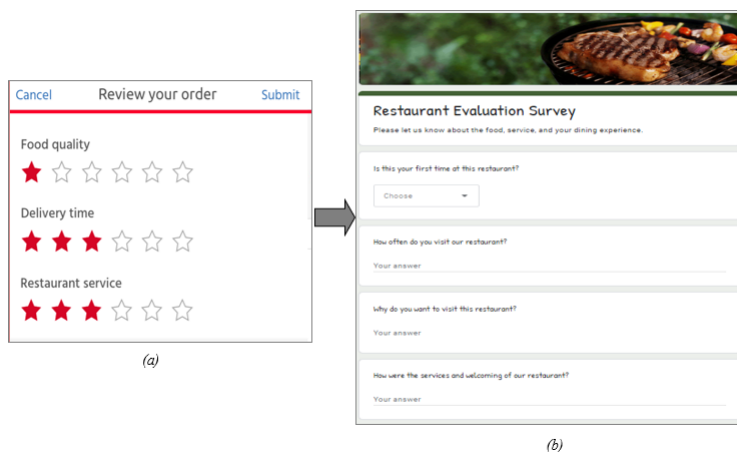 Cancel Review your order Submit
Food quality
Delivery time
Restaurant service
(a)
Restaurant Evaluation Survey
Please let us know about the food, service, and your dining experience.
Is this your first time at this restaurant?
Choose
How often do you visit our restaurant?
Your answer
Why do you want to visit this restaurant?
Your answer
How were the services and welcoming of our restaurant?
Your answer
(b)